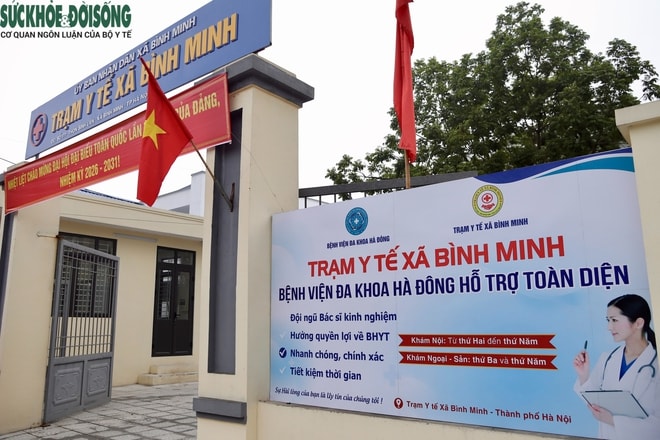 SỨCKHỎE&ĐỜISỐNG
CƠ QUAN NGÔN LUẬN CỦA BỘ Y TẾ
ỦY BAN NHÂN DÂN XÃ BÌNH MINH
TRẠM Y TẾ XÃ BÌNH MINH
NHIỆT LIỆT CHÀO MỪNG ĐẠI HỘI ĐẠI BIỂU TOÀN QUỐC LẦN
CỦA ĐẢNG,
NHIỆM KỲ 2026 - 2031!
BỆNH VIỆN ĐA KHOA HÀ ĐÔNG
TRẠM Y TẾ XÃ BÌNH MINH
TRẠM Y TẾ XÃ BÌNH MINH
BỆNH VIỆN ĐA KHOA HÀ ĐÔNG HỖ TRỢ TOÀN DIỆN
Đội ngũ Bác sĩ kinh nghiệm
Hưởng quyền lợi về BHYT
Nhanh chóng, chính xác
Tiết kiệm thời gian
Khám Nội: Từ thứ Hai đến thứ Năm
Khám Ngoại - Sản: thứ Ba và thứ Năm
Sự Hài lòng của bạn là Uy tín của chúng tôi !
Trạm Y tế Xã Bình Minh - Thành phố Hà Nội